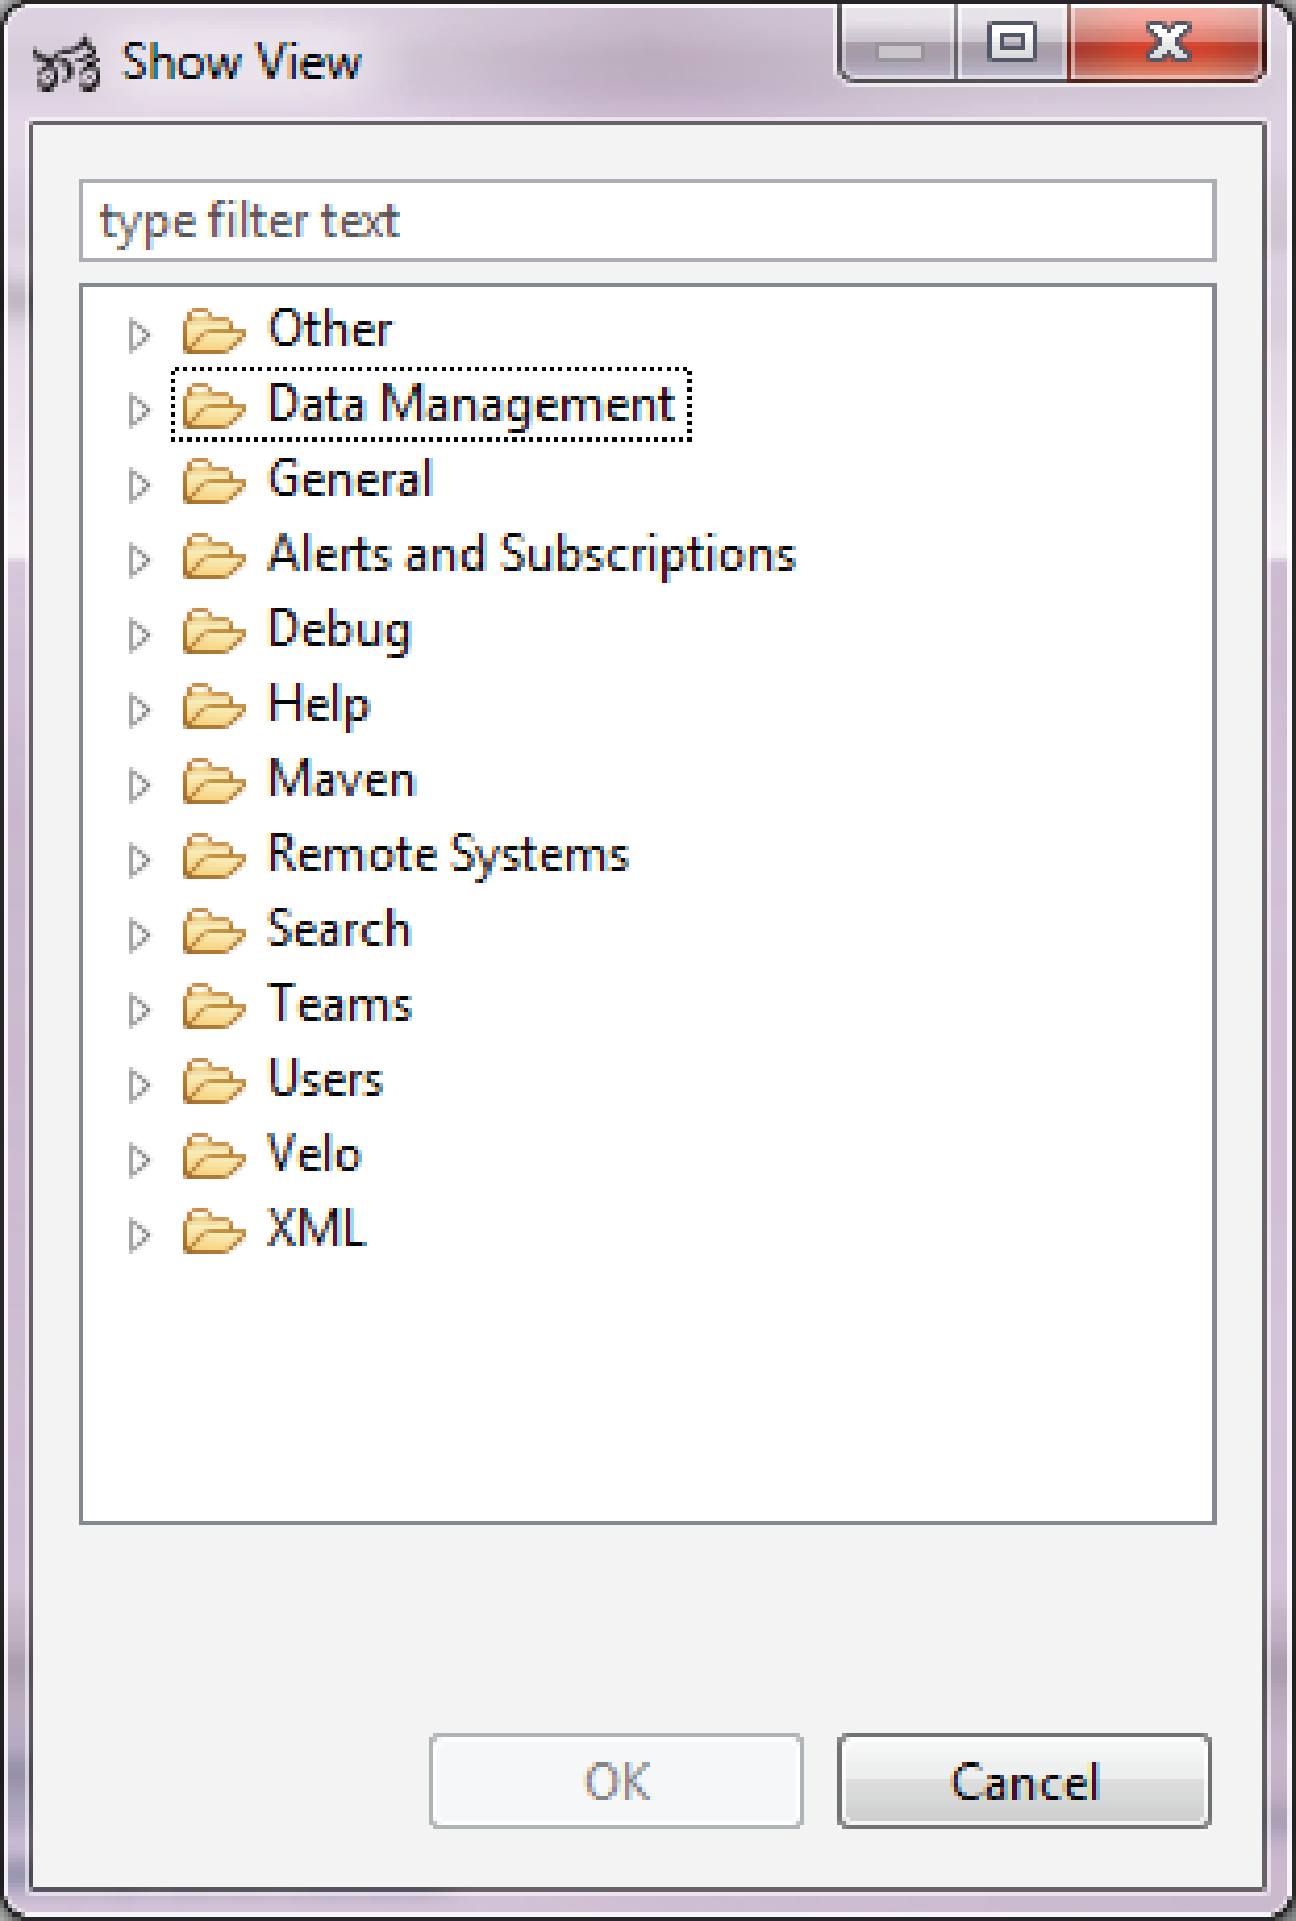 Show View
type filter text
Other
Data Management
General
Alerts and Subscriptions
Debug
Help
Maven
Remote Systems
Search
Teams
Users
Velo
XML
OK
Cancel